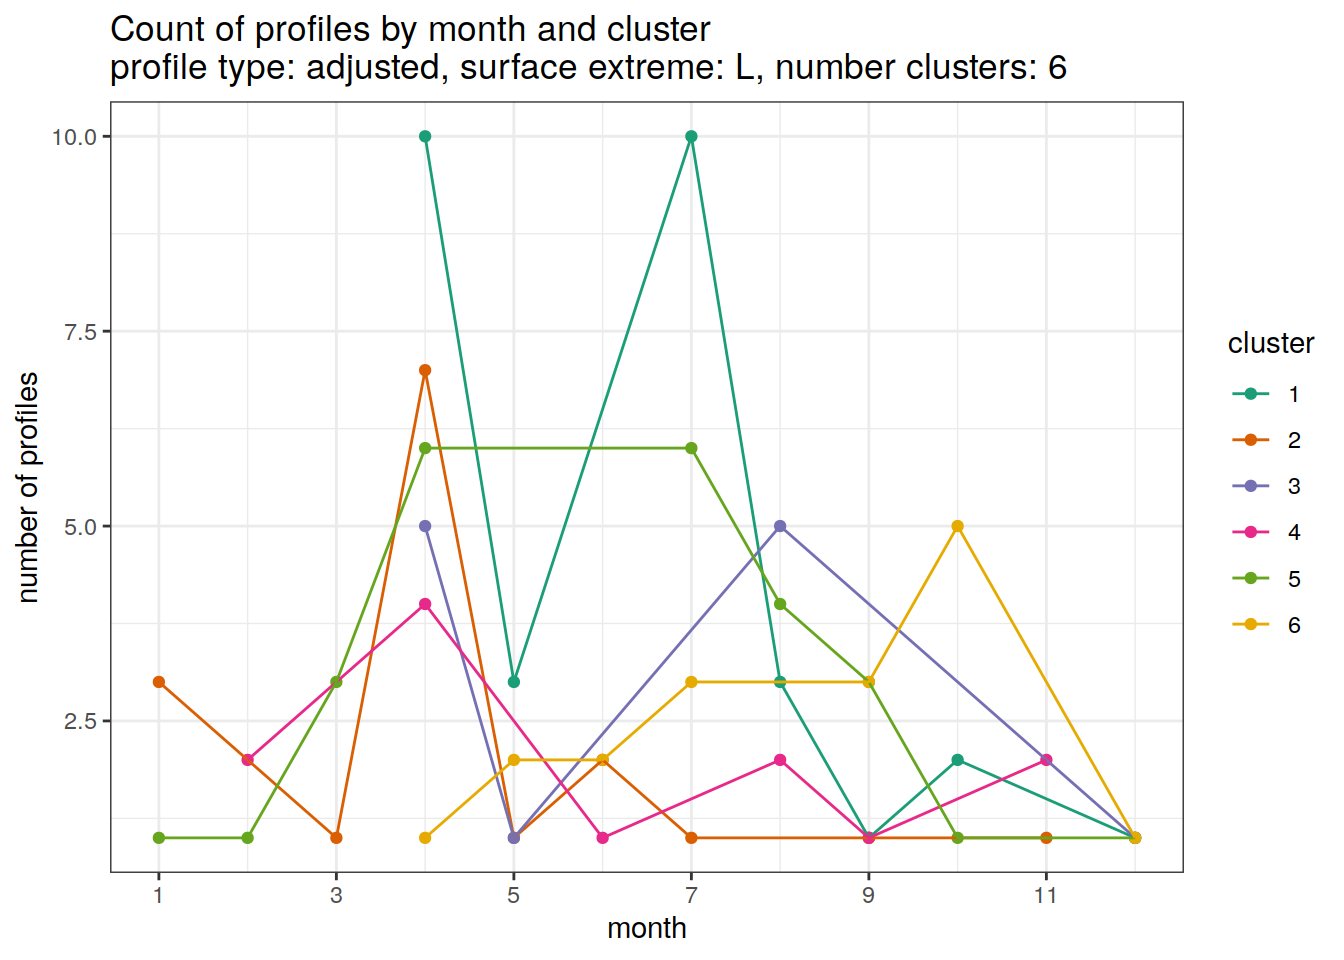 Count of profiles by month and cluster
profile type: adjusted, surface extreme: L, number clusters: 6
10.0
7.5
5.0
2.5
number of profiles
1 3 5 7 9 11
month
cluster
1
2
3
4
5
6